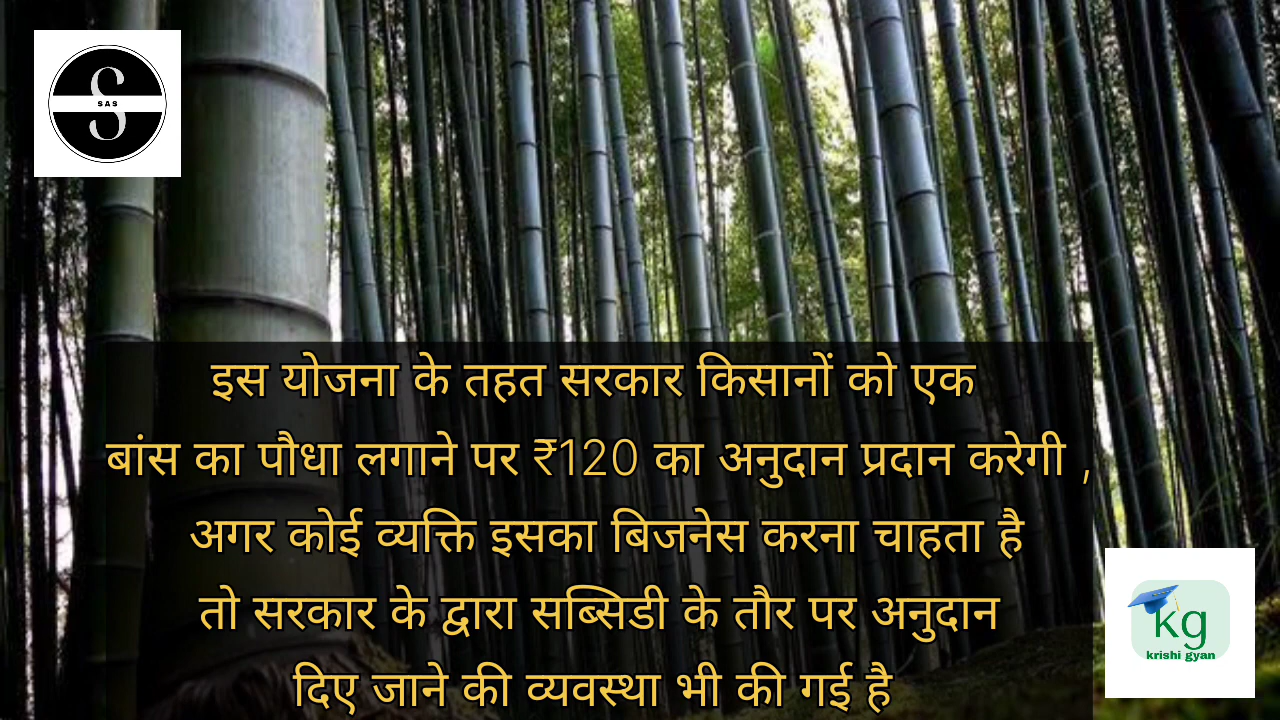 S
SAS
इस योजना के तहत सरकार किसानों को एक
बांस का पौधा लगाने पर ₹120 का अनुदान प्रदान करेगी ,
अगर कोई व्यक्ति इसका बिजनेस करना चाहता है
तो सरकार के द्वारा सब्सिडी के तौर पर अनुदान
दिए जाने की व्यवस्था भी की गई है
kg
krishi gyan